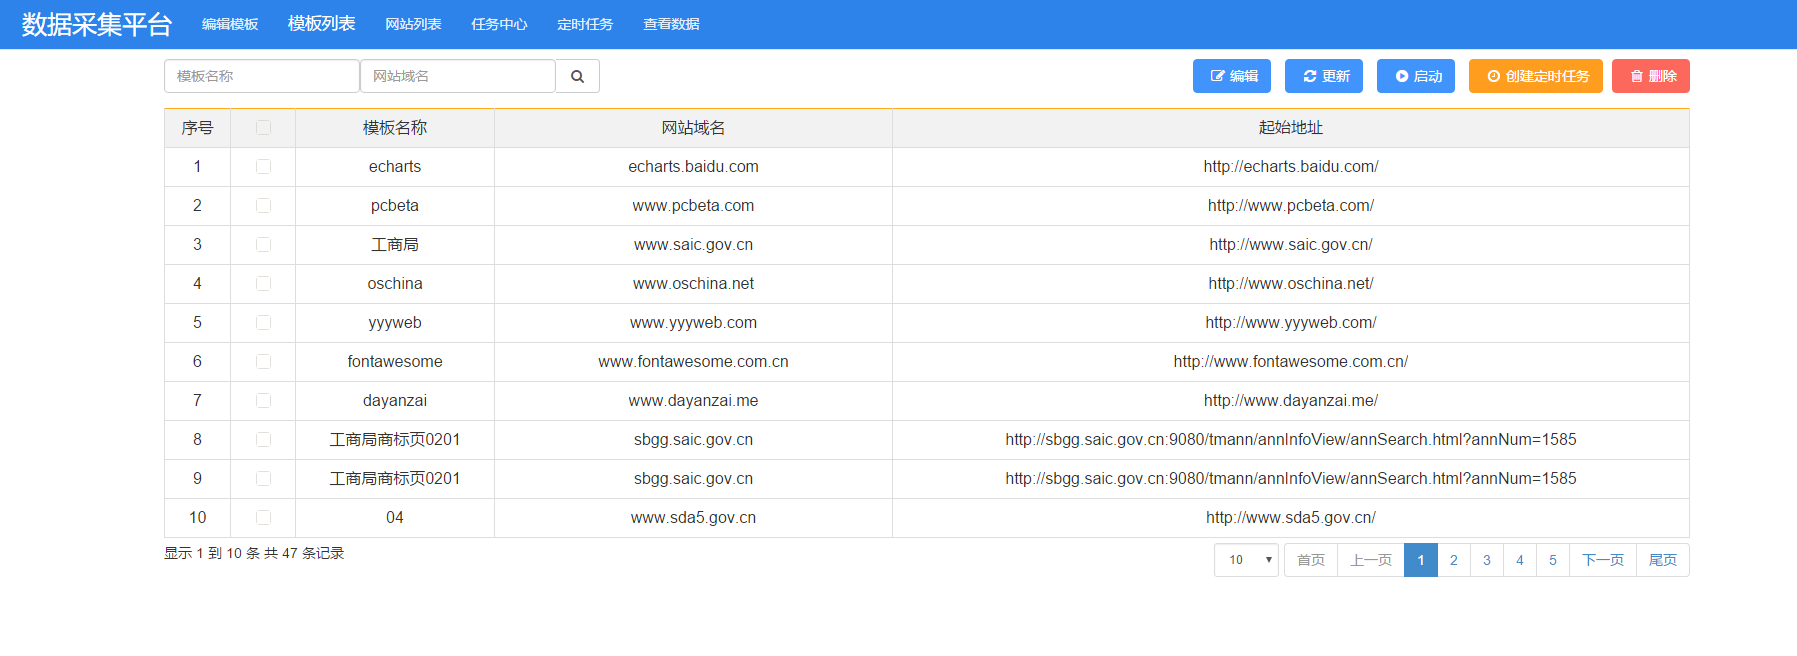 数据采集平台 编辑模板 模板列表 网站列表 任务中心 定时任务 查看数据
模板名称 网站域名 编辑 更新 启动 创建定时任务 删除
序号 模板名称 网站域名 起始地址
1 echarts echarts.baidu.com http://echarts.baidu.com/
2 pcbeta www.pcbeta.com http://www.pcbeta.com/
3 工商局 www.saic.gov.cn http://www.saic.gov.cn/
4 oschina www.oschina.net http://www.oschina.net/
5 yyyweb www.yyyweb.com http://www.yyyweb.com/
6 fontawesome www.fontawesome.com.cn http://www.fontawesome.com.cn/
7 dayanzai www.dayanzai.me http://www.dayanzai.me/
8 工商局商标页0201 sbgg.saic.gov.cn http://sbgg.saic.gov.cn:9080/tmann/annInfoView/annSearch.html?annNum=1585
9 工商局商标页0201 sbgg.saic.gov.cn http://sbgg.saic.gov.cn:9080/tmann/annInfoView/annSearch.html?annNum=1585
10 04 www.sda5.gov.cn http://www.sda5.gov.cn/
显示 1 到 10 条 共 47 条记录 10 首页 上一页 1 2 3 4 5 下一页 尾页